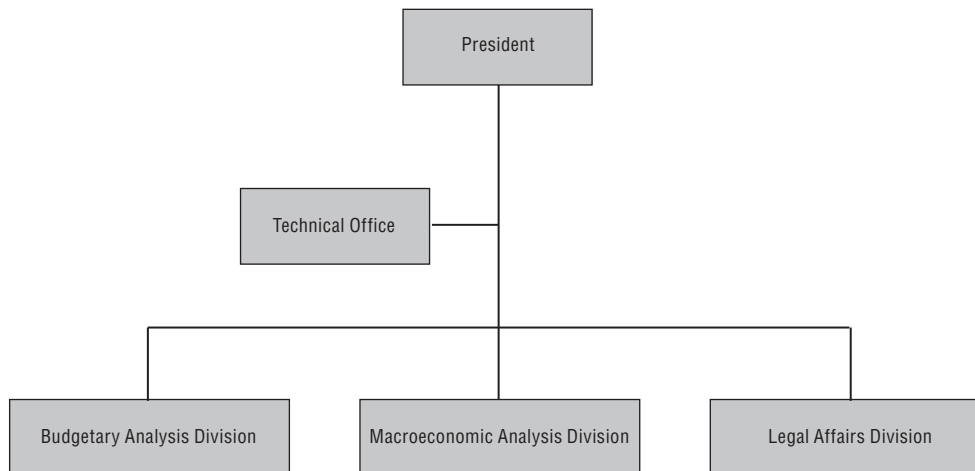 President
Technical Office
Budgetary Analysis Division
Macroeconomic Analysis Division
Legal Affairs Division